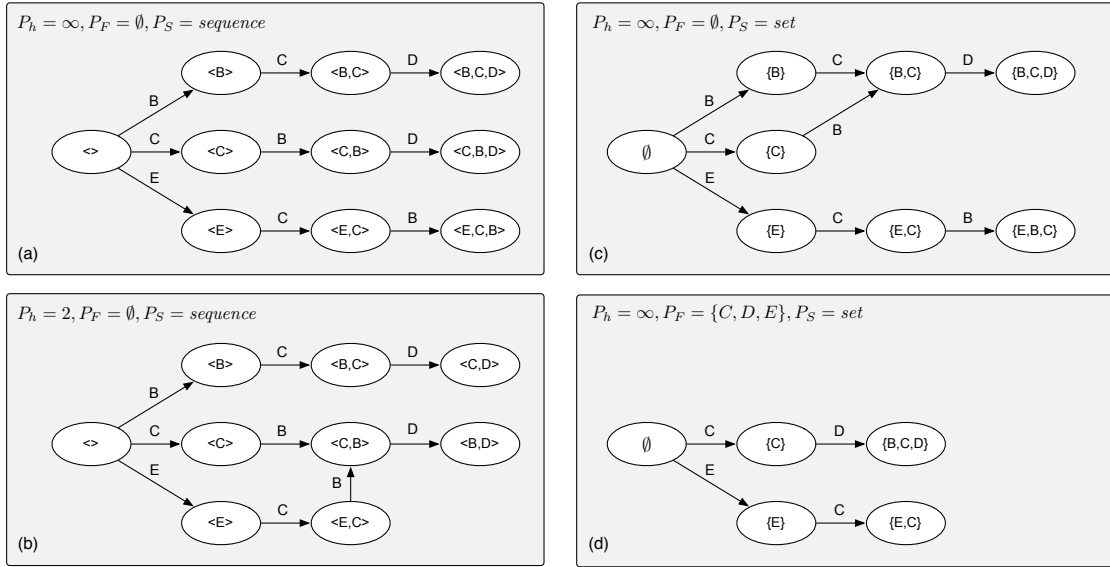 P_h = ∞, P_F = ∅, P_S = sequence
<B> C <B,C> D <B,C,D>
B
<> C <C> B <C,B> D <C,B,D>
E
<E> C <E,C> B <E,C,B>
(a)
P_h = 2, P_F = ∅, P_S = sequence
<B> C <B,C> D <C,D>
B
<> C <C> B <C,B> D <B,D>
E B
<E> C <E,C>
(b)
P_h = ∞, P_F = ∅, P_S = set
{B} C {B,C} D {B,C,D}
B B
∅ C {C}
E
{E} C {E,C} B {E,B,C}
(c)
P_h = ∞, P_F = {C, D, E}, P_S = set
∅ C {C} D {B,C,D}
E
{E} C {E,C}
(d)